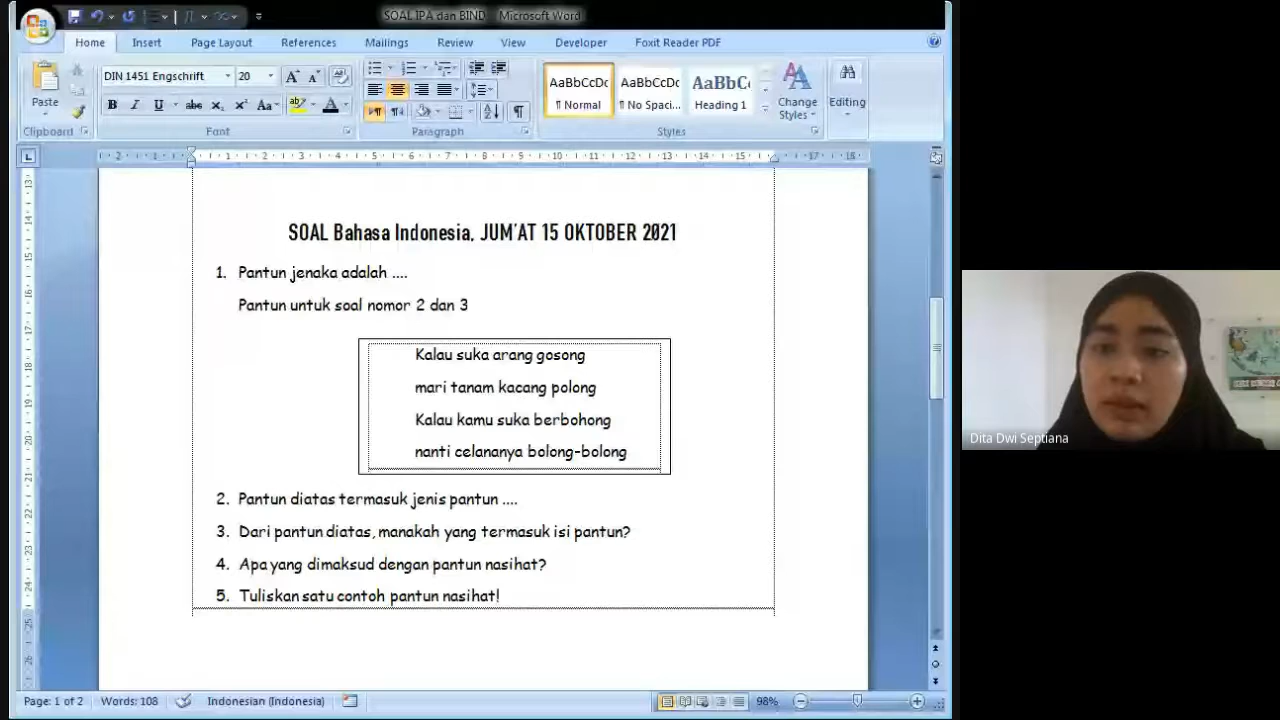 SOAL IPA dan BIND - Microsoft Word
Home Insert Page Layout References Mailings Review View Developer Foxit Reader PDF
DIN 1451 Engschrift 20
Paste
AaBbCcDc AaBbCcDc AaBbC
¶ Normal ¶ No Spaci... Heading 1
Change Styles
Editing
Clipboard Font Paragraph Styles
SOAL Bahasa Indonesia, JUM'AT 15 OKTOBER 2021
1. Pantun jenaka adalah ....
Pantun untuk soal nomor 2 dan 3
Kalau suka arang gosong
mari tanam kacang polong
Kalau kamu suka berbohong
nanti celananya bolong-bolong
2. Pantun diatas termasuk jenis pantun ....
3. Dari pantun diatas, manakah yang termasuk isi pantun?
4. Apa yang dimaksud dengan pantun nasihat?
5. Tuliskan satu contoh pantun nasihat!
Dita Dwi Septiana
Page: 1 of 2 Words: 108 Indonesian (Indonesia) 98%